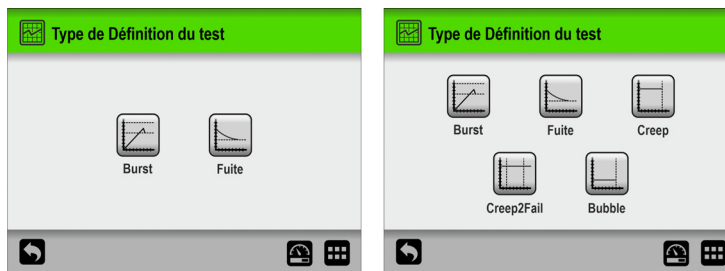 Type de Définition du test
Burst Fuite
Type de Définition du test
Burst Fuite Creep
Creep2Fail Bubble